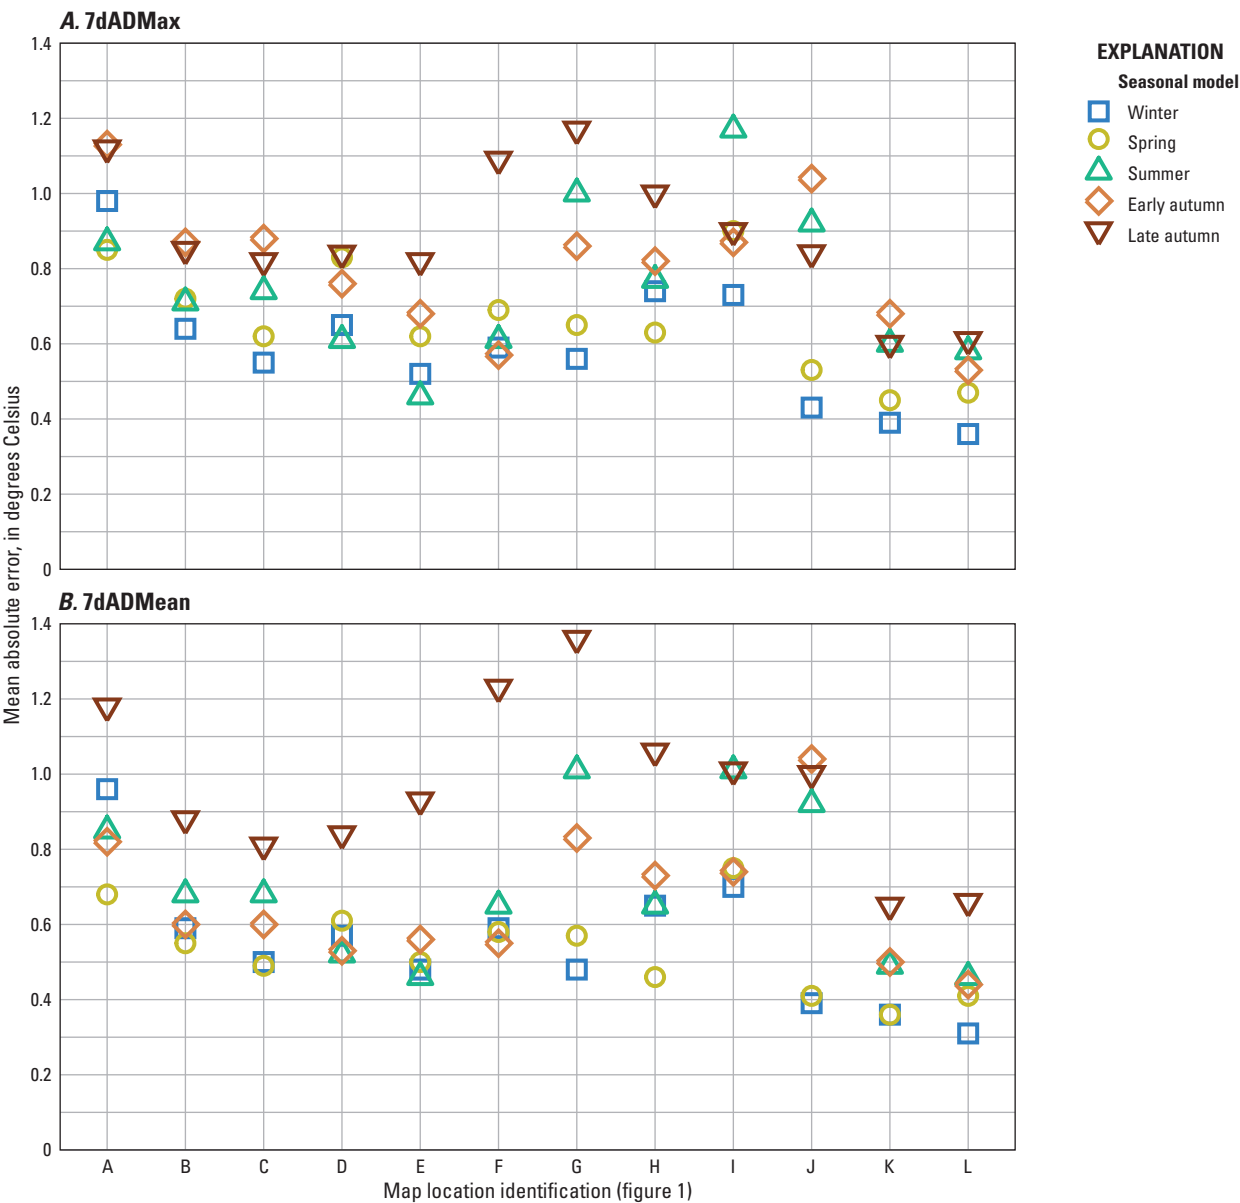 A. 7dADMax
1.4
1.2
1.0
0.8
0.6
0.4
0.2
0
EXPLANATION
Seasonal model
Winter
Spring
Summer
Early autumn
Late autumn
Mean absolute error, in degrees Celsius
B. 7dADMean
1.4
1.2
1.0
0.8
0.6
0.4
0.2
0
A B C D E F G H I J K L
Map location identification (figure 1)